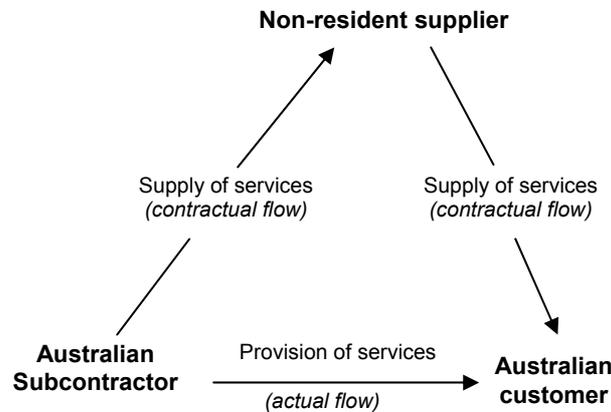 Non-resident supplier
Supply of services
(contractual flow)
Supply of services
(contractual flow)
Australian
Subcontractor
Provision of services
(actual flow)
Australian
customer